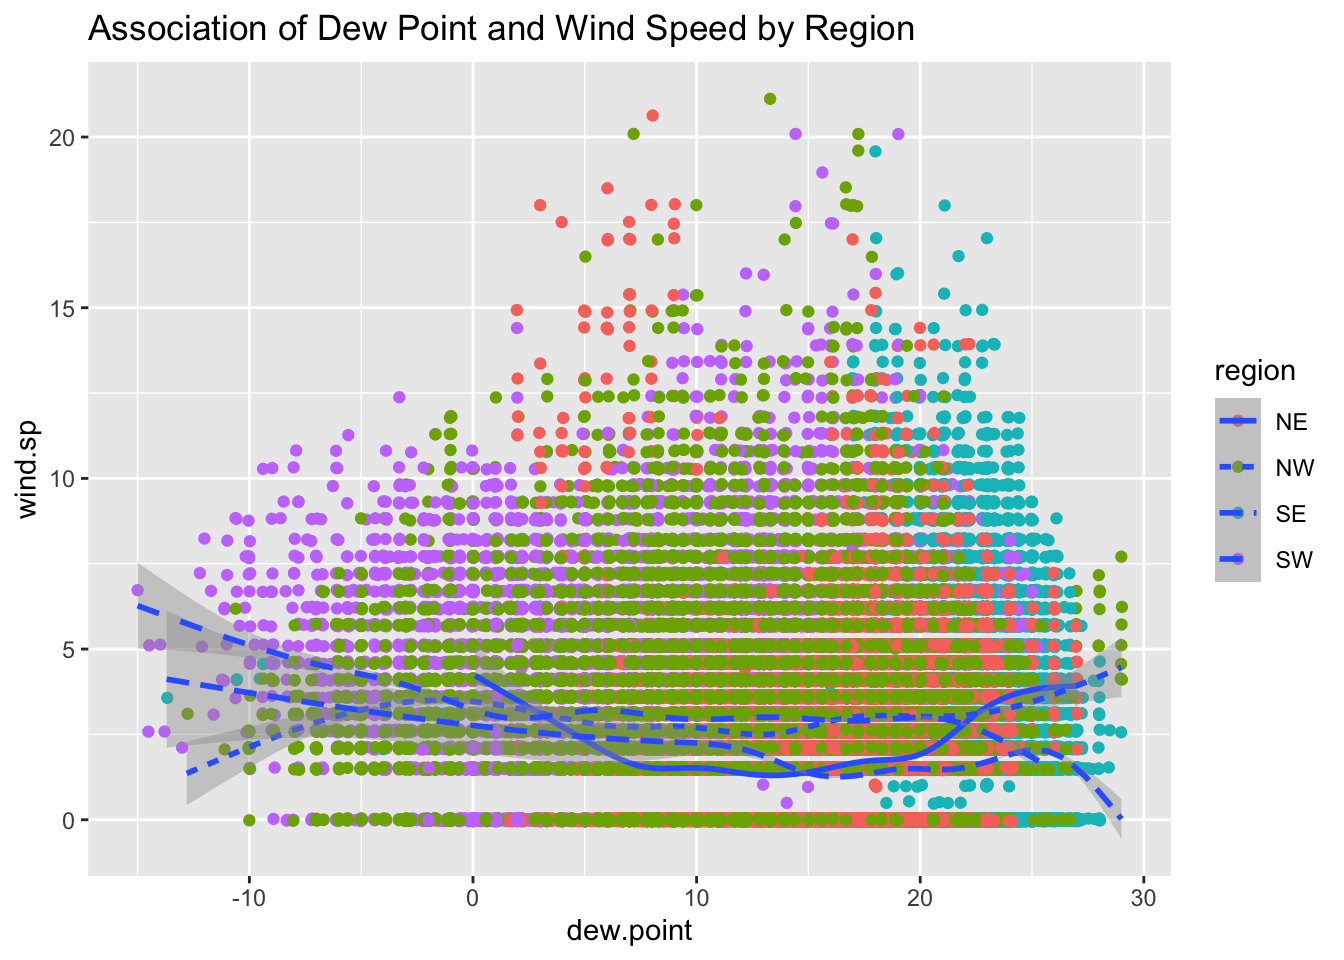 Association of Dew Point and Wind Speed by Region
20
15
10
5
0
wind.sp
-10
0
10
20
30
dew.point
region
NE
NW
SE
SW